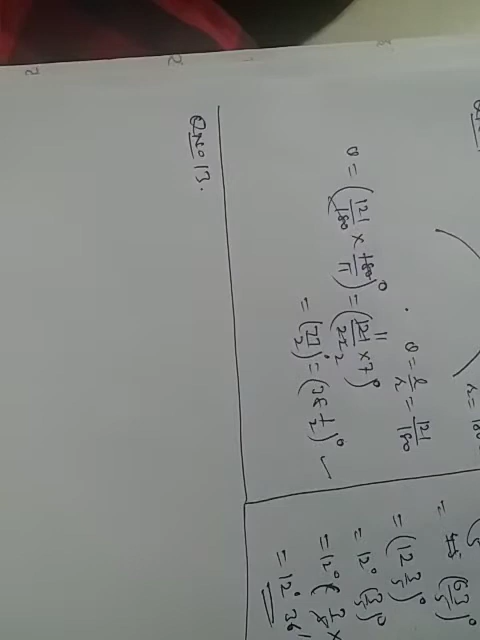 θ = l/r = 121/180
θ = (121/180 × 180/π)° = (121/22 × 7)°
= (77/2)° = (38 1/2)°
Q.No 13.
= (63/5)°
= (12 3/5)°
= 12° (3/5)°
= 12° (3/5 ×
= 12° 36'